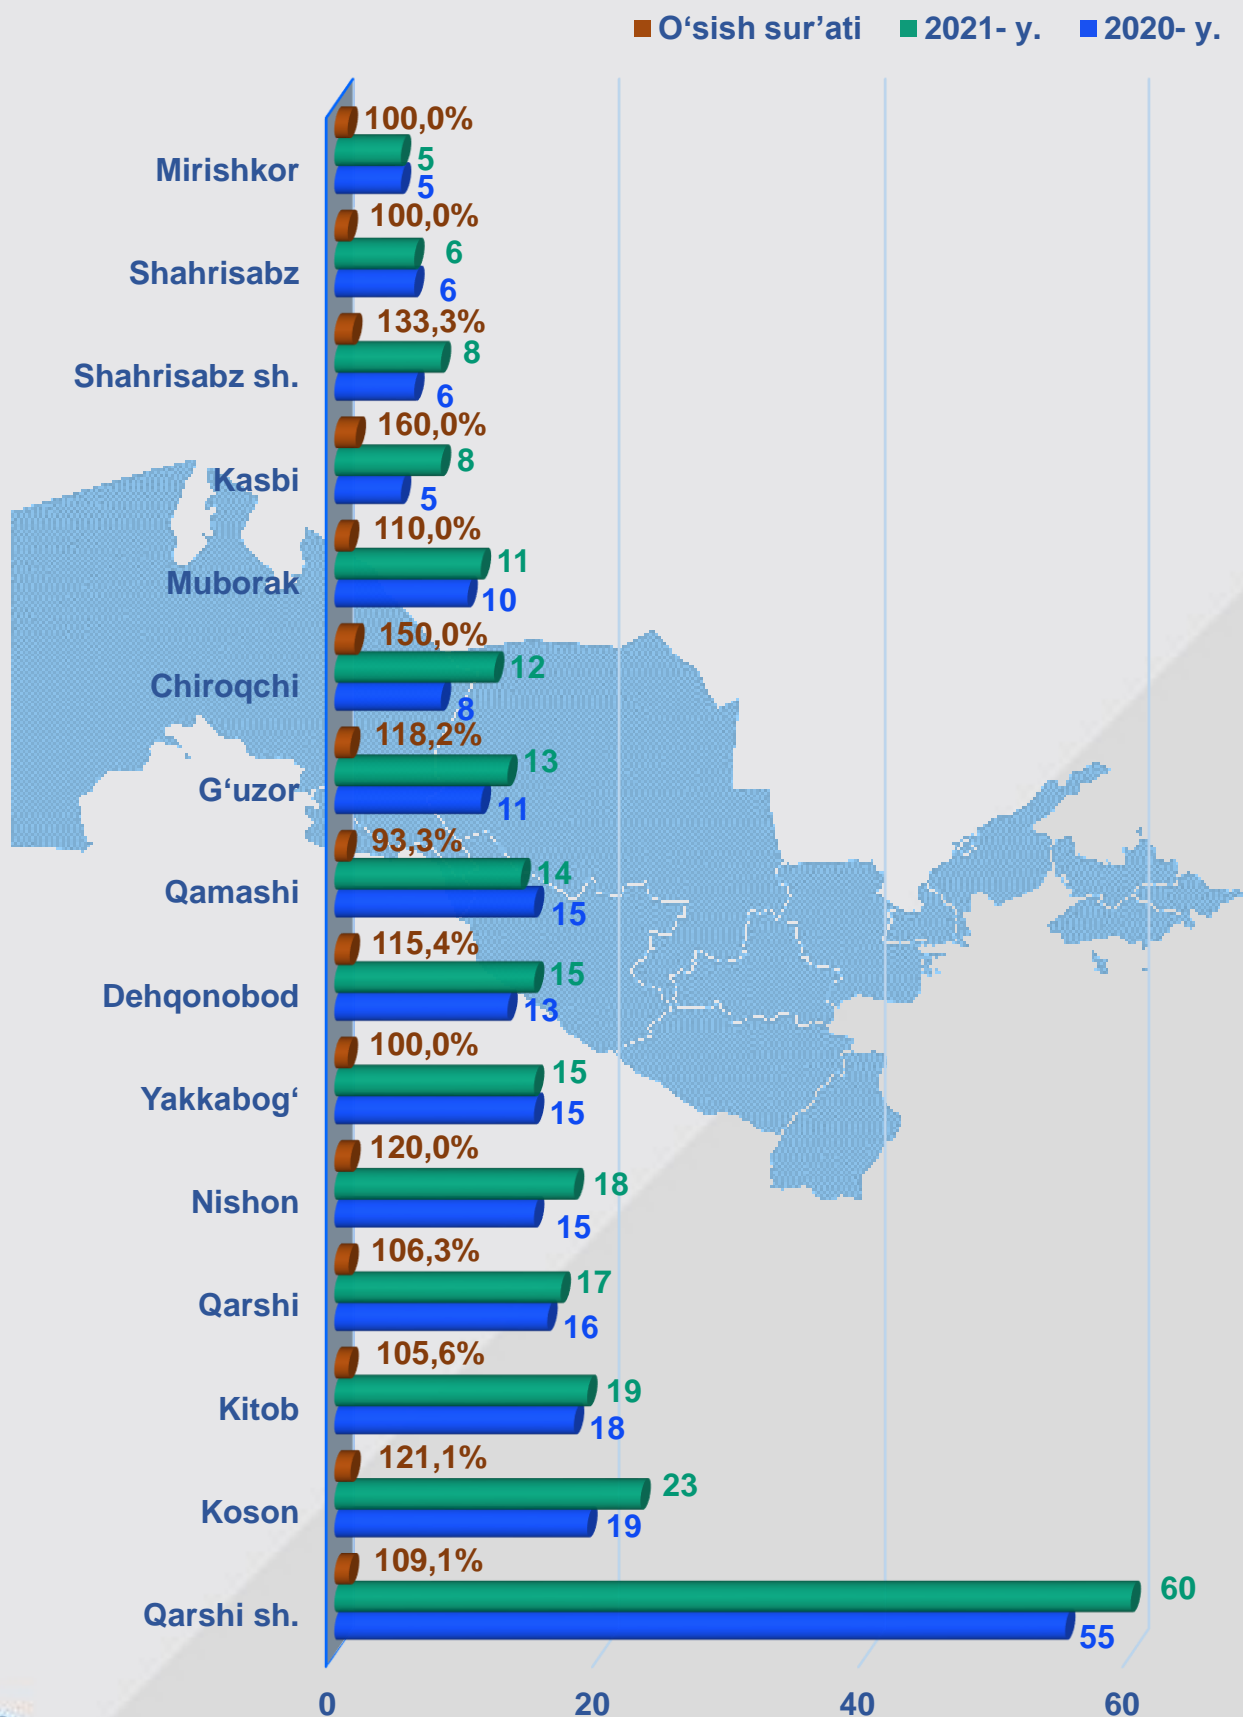 O‘sish sur’ati 2021- y. 2020- y.
100,0%
5
Mirishkor
5
100,0%
6
Shahrisabz
6
133,3%
8
Shahrisabz sh.
6
160,0%
8
Kasbi
5
110,0%
11
Muborak
10
150,0%
12
Chiroqchi
8
118,2%
13
G‘uzor
11
93,3%
14
Qamashi
15
115,4%
15
Dehqonobod
13
100,0%
15
Yakkabog‘
15
120,0%
18
Nishon
15
106,3%
17
Qarshi
16
105,6%
19
Kitob
18
121,1%
23
Koson
19
109,1%
60
Qarshi sh.
55
0 20 40 60